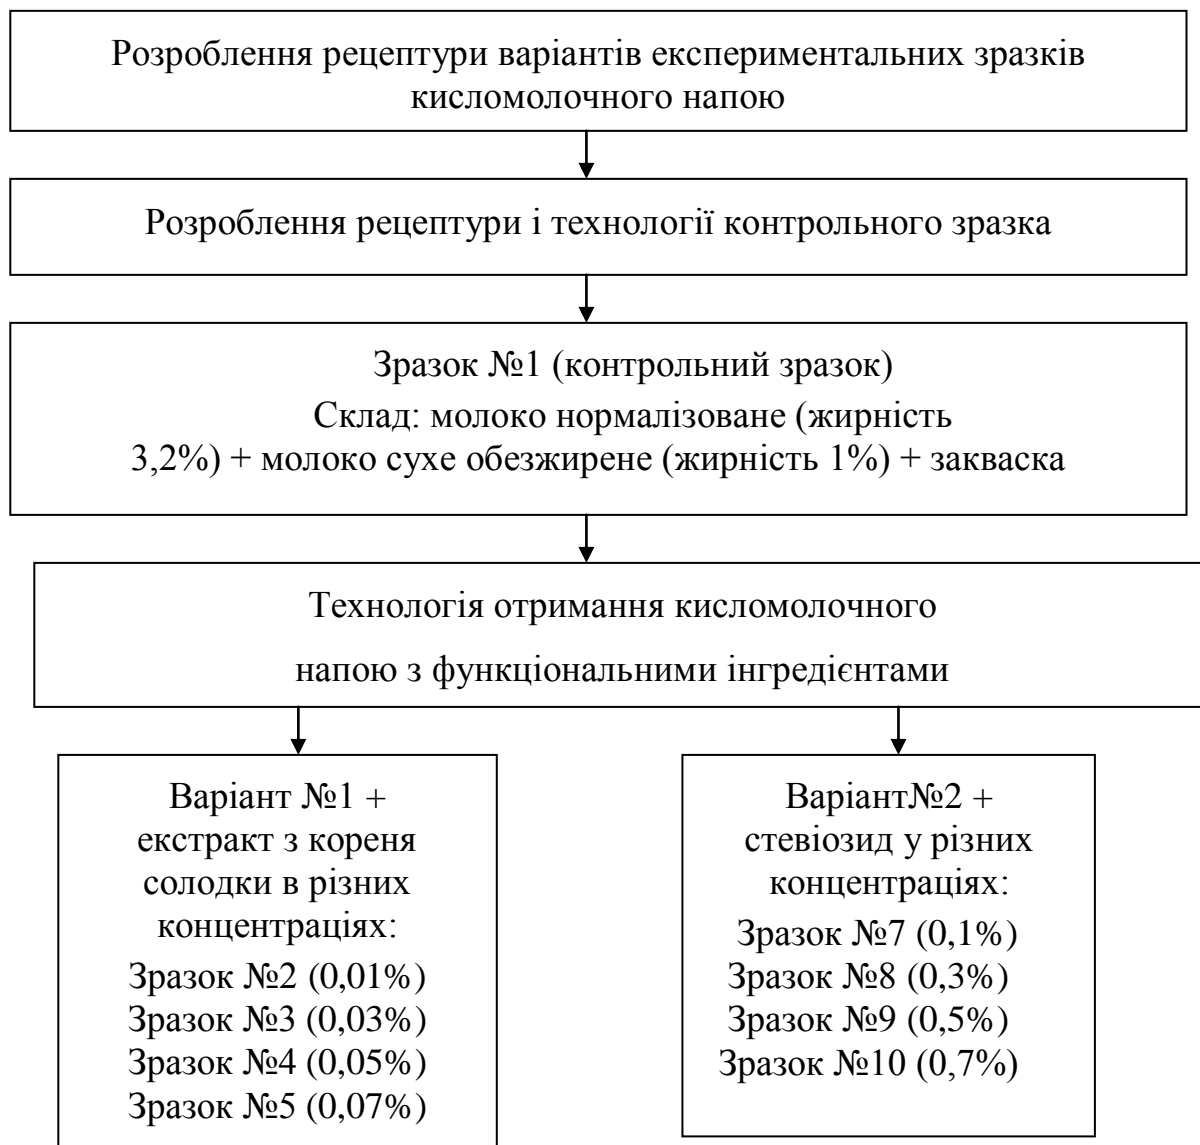 Розроблення рецептури варіантів експериментальних зразків
кисломолочного напою
Розроблення рецептури і технології контрольного зразка
Зразок №1 (контрольний зразок)
Склад: молоко нормалізоване (жирність
3,2%) + молоко сухе обезжирене (жирність 1%) + закваска
Технологія отримання кисломолочного
напою з функціональними інгредієнтами
Варіант №1 +
екстракт з кореня
солодки в різних
концентраціях:
Зразок №2 (0,01%)
Зразок №3 (0,03%)
Зразок №4 (0,05%)
Зразок №5 (0,07%)
Варіант№2 +
стевіозид у різних
концентраціях:
Зразок №7 (0,1%)
Зразок №8 (0,3%)
Зразок №9 (0,5%)
Зразок №10 (0,7%)